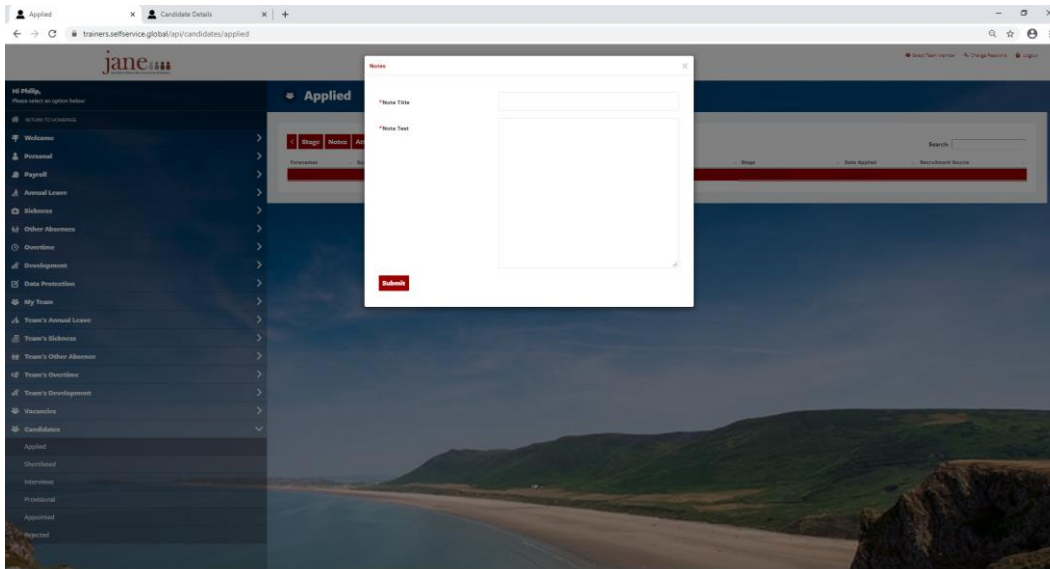 Applied
Candidate Details
trainers.selfservice.global/api/candidates/applied
jane
Select Team Member Change Password Logout
Hi Philip,
Please select an option below:
RETURN TO HOMEPAGE
Welcome
Personal
Payroll
Annual Leave
Sickness
Other Absences
Overtime
Development
Data Protection
My Team
Team's Annual Leave
Team's Sickness
Team's Other Absence
Team's Overtime
Team's Development
Vacancies
Candidates
Applied
Shortlisted
Interviews
Provisional
Appointed
Rejected
Applied
Stage Notes
Search:
Forenames
Stage Date Applied Recruitment Source
Notes
*Note Title
*Note Text
Submit